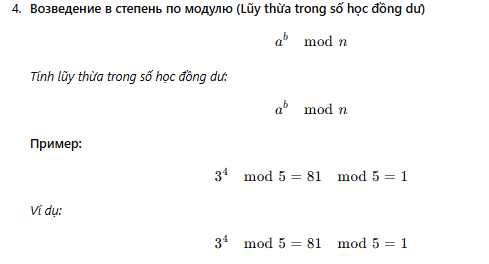 4. Возведение в степень по модулю (Lũy thừa trong số học đồng dư)
a^b mod n
Tính lũy thừa trong số học đồng dư:
a^b mod n
Пример:
3^4 mod 5 = 81 mod 5 = 1
Ví dụ:
3^4 mod 5 = 81 mod 5 = 1